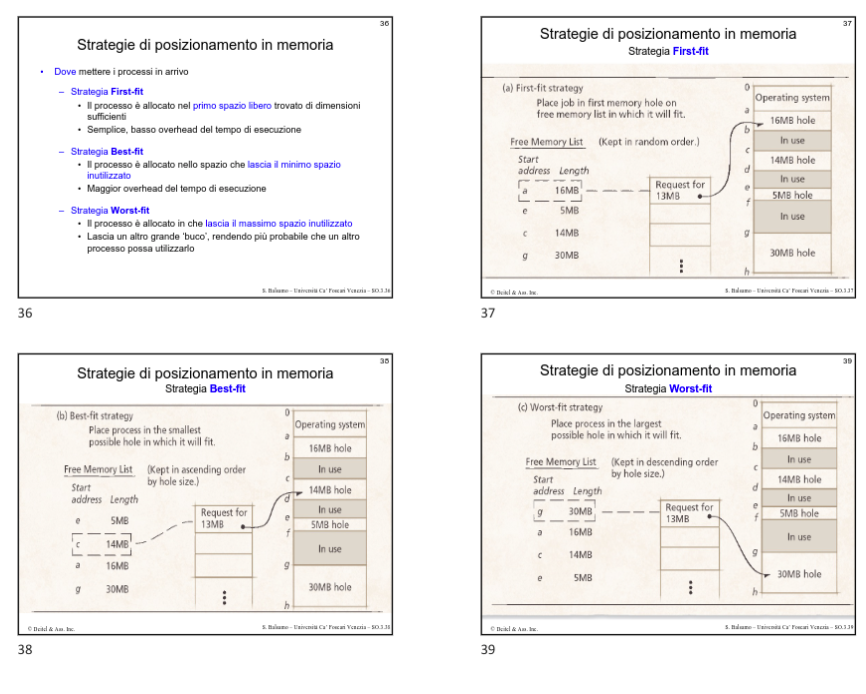 36
Strategie di posizionamento in memoria
• Dove mettere i processi in arrivo
– Strategia First-fit
• Il processo è allocato nel primo spazio libero trovato di dimensioni
sufficienti
• Semplice, basso overhead del tempo di esecuzione
– Strategia Best-fit
• Il processo è allocato nello spazio che lascia il minimo spazio
inutilizzato
• Maggior overhead del tempo di esecuzione
– Strategia Worst-fit
• Il processo è allocato in che lascia il massimo spazio inutilizzato
• Lascia un altro grande ‘buco’, rendendo più probabile che un altro
processo possa utilizzarlo
S. Balsamo – Università Ca’ Foscari Venezia – SO.3.36
36
37
Strategie di posizionamento in memoria
Strategia First-fit
(a) First-fit strategy
Place job in first memory hole on
free memory list in which it will fit.
Free Memory List (Kept in random order.)
Start
address Length
a 16MB
e 5MB
c 14MB
g 30MB
Request for
13MB
0
Operating system
a
16MB hole
b
In use
c
14MB hole
d
In use
e
5MB hole
f
In use
g
30MB hole
h
© Deitel & Ass. Inc.
S. Balsamo – Università Ca’ Foscari Venezia – SO.3.37
37
38
Strategie di posizionamento in memoria
Strategia Best-fit
(b) Best-fit strategy
Place process in the smallest
possible hole in which it will fit.
Free Memory List (Kept in ascending order
by hole size.)
Start
address Length
e 5MB
c 14MB
a 16MB
g 30MB
Request for
13MB
0
Operating system
a
16MB hole
b
In use
c
14MB hole
d
In use
e
5MB hole
f
In use
g
30MB hole
h
© Deitel & Ass. Inc.
S. Balsamo – Università Ca’ Foscari Venezia – SO.3.38
38
39
Strategie di posizionamento in memoria
Strategia Worst-fit
(c) Worst-fit strategy
Place process in the largest
possible hole in which it will fit.
Free Memory List (Kept in descending order
by hole size.)
Start
address Length
g 30MB
a 16MB
c 14MB
e 5MB
Request for
13MB
0
Operating system
a
16MB hole
b
In use
c
14MB hole
d
In use
e
5MB hole
f
In use
g
30MB hole
h
© Deitel & Ass. Inc.
S. Balsamo – Università Ca’ Foscari Venezia – SO.3.39
39